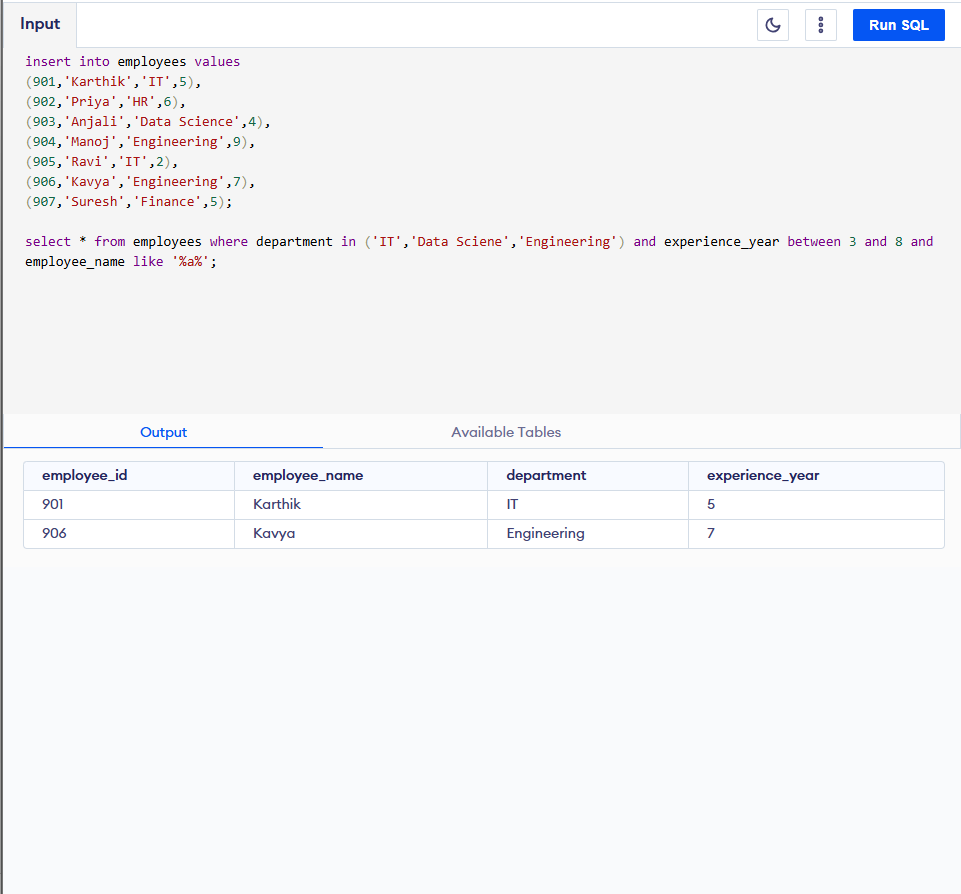 Input
Run SQL
insert into employees values
(901,'Karthik','IT',5),
(902,'Priya','HR',6),
(903,'Anjali','Data Science',4),
(904,'Manoj','Engineering',9),
(905,'Ravi','IT',2),
(906,'Kavya','Engineering',7),
(907,'Suresh','Finance',5);
select * from employees where department in ('IT','Data Sciene','Engineering') and experience_year between 3 and 8 and
employee_name like '%a%';
Output Available Tables
employee_id employee_name department experience_year
901 Karthik IT 5
906 Kavya Engineering 7